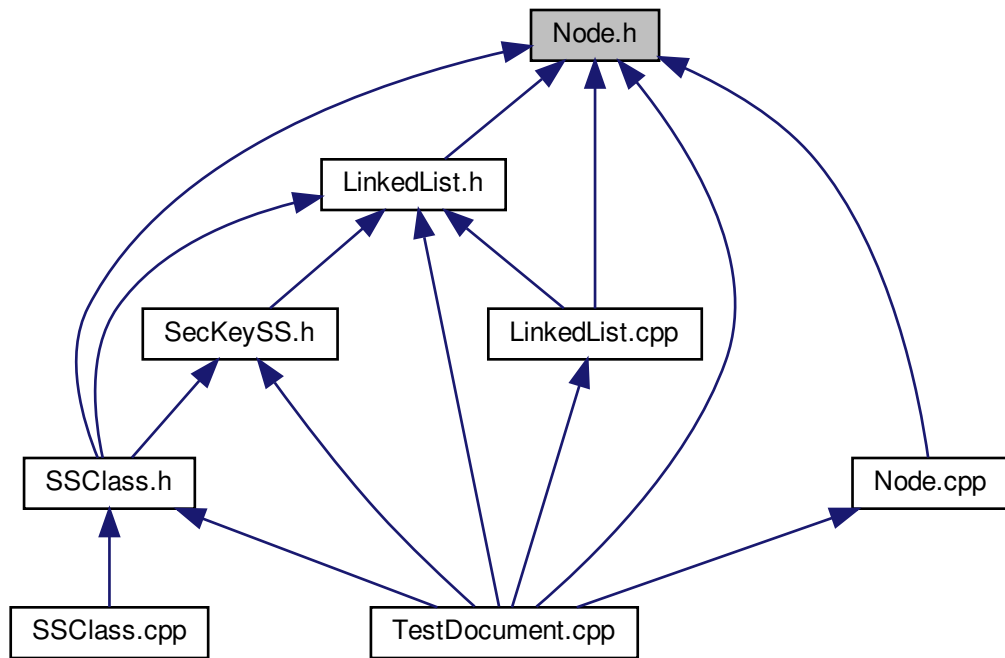 Node.h
LinkedList.h
SecKeySS.h
LinkedList.cpp
SSClass.h
Node.cpp
SSClass.cpp
TestDocument.cpp